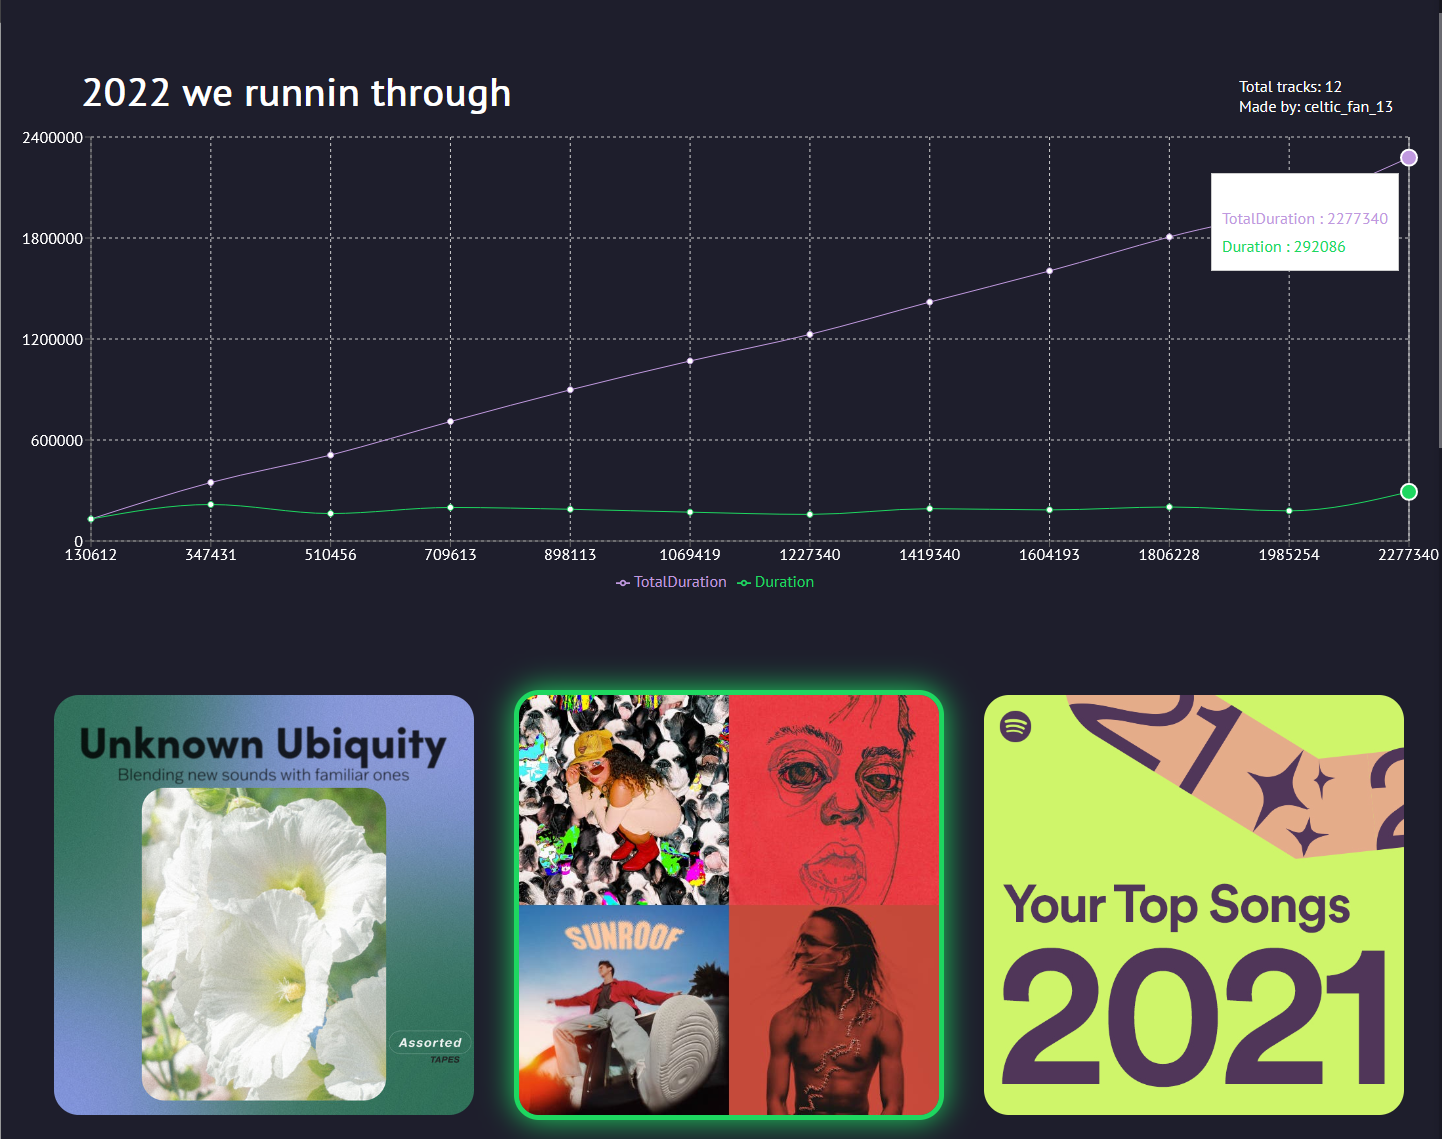 2022 we runnin through
Total tracks: 12
Made by: celtic_fan_13
2400000
1800000
1200000
600000
0
TotalDuration : 2277340
Duration : 292086
130612 347431 510456 709613 898113 1069419 1227340 1419340 1604193 1806228 1985254 2277340
TotalDuration Duration
Unknown Ubiquity
Blending new sounds with familiar ones
Assorted
TAPES
SUNROOF
21
2
Your Top Songs
2021